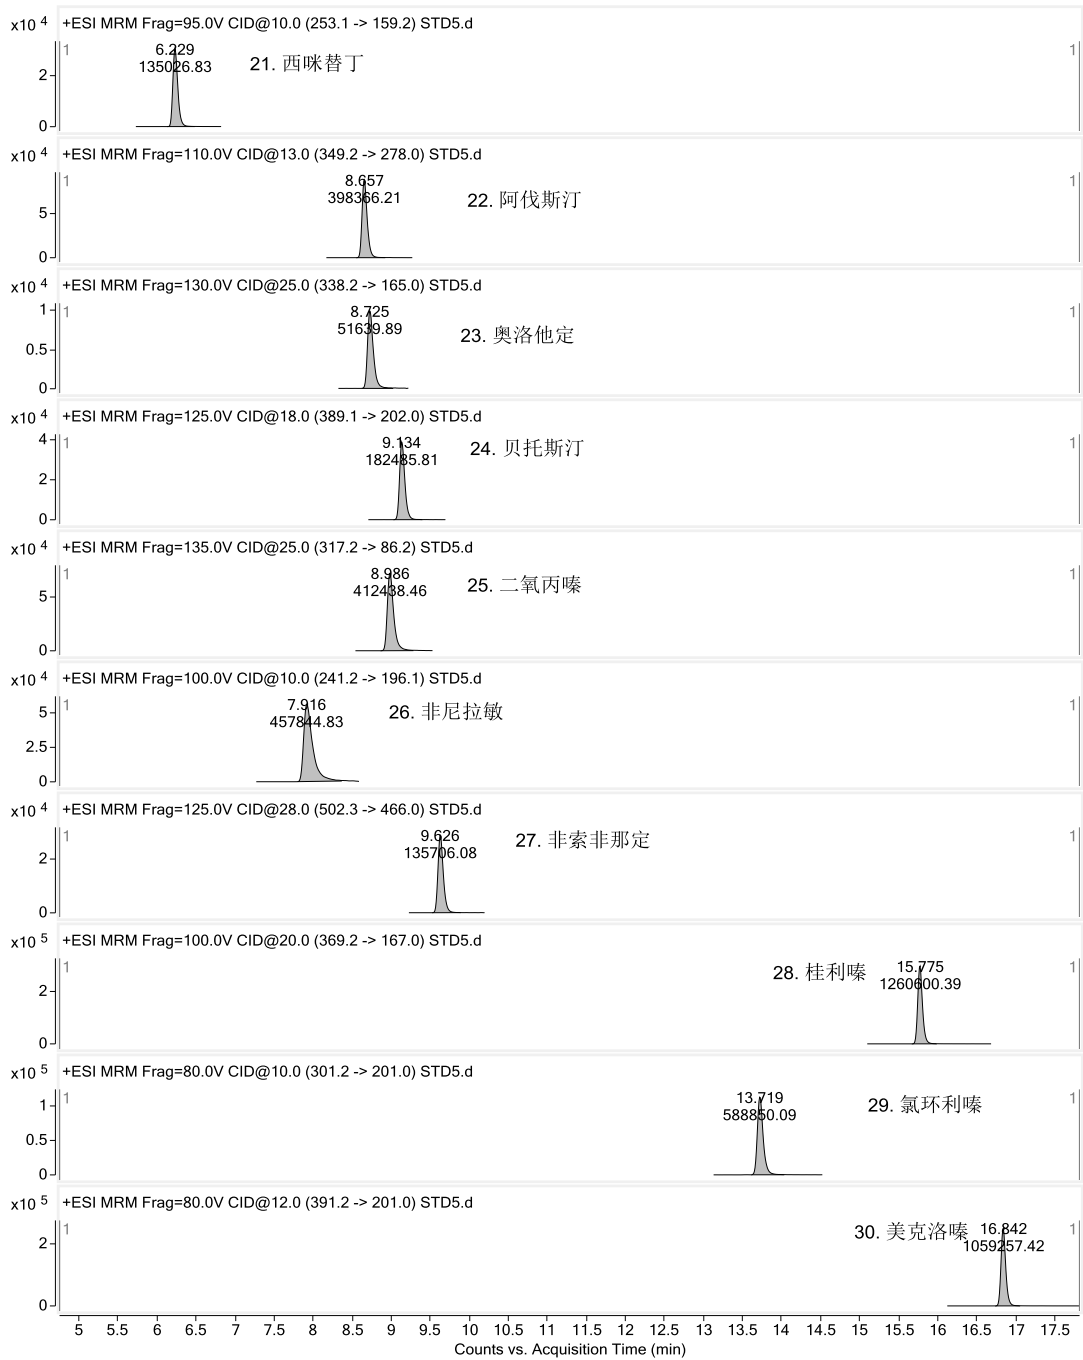 x10 4 +ESI MRM Frag=95.0V CID@10.0 (253.1 -> 159.2) STD5.d
1 1
6.229
135026.83
21. 西咪替丁
2
0
x10 4 +ESI MRM Frag=110.0V CID@13.0 (349.2 -> 278.0) STD5.d
1 1
8.657
398366.21
22. 阿伐斯汀
5
0
x10 4 +ESI MRM Frag=130.0V CID@25.0 (338.2 -> 165.0) STD5.d
1 1
1
8.725
51639.89
23. 奥洛他定
0.5
0
x10 4 +ESI MRM Frag=125.0V CID@18.0 (389.1 -> 202.0) STD5.d
4
1 1
9.134
182485.81
24. 贝托斯汀
2
0
x10 4 +ESI MRM Frag=135.0V CID@25.0 (317.2 -> 86.2) STD5.d
1 1
8.986
412438.46
25. 二氧丙嗪
5
0
x10 4 +ESI MRM Frag=100.0V CID@10.0 (241.2 -> 196.1) STD5.d
1 1
7.916
457844.83
26. 非尼拉敏
5
2.5
0
x10 4 +ESI MRM Frag=125.0V CID@28.0 (502.3 -> 466.0) STD5.d
1 1
9.626
135706.08
27. 非索非那定
2
0
x10 5 +ESI MRM Frag=100.0V CID@20.0 (369.2 -> 167.0) STD5.d
1 1
28. 桂利嗪
15.775
1260600.39
2
0
x10 5 +ESI MRM Frag=80.0V CID@10.0 (301.2 -> 201.0) STD5.d
1 1
13.719
588850.09
29. 氯环利嗪
1
0.5
0
x10 5 +ESI MRM Frag=80.0V CID@12.0 (391.2 -> 201.0) STD5.d
1 1
30. 美克洛嗪
16.842
1059257.42
2
0
5 5.5 6 6.5 7 7.5 8 8.5 9 9.5 10 10.5 11 11.5 12 12.5 13 13.5 14 14.5 15 15.5 16 16.5 17 17.5
Counts vs. Acquisition Time (min)